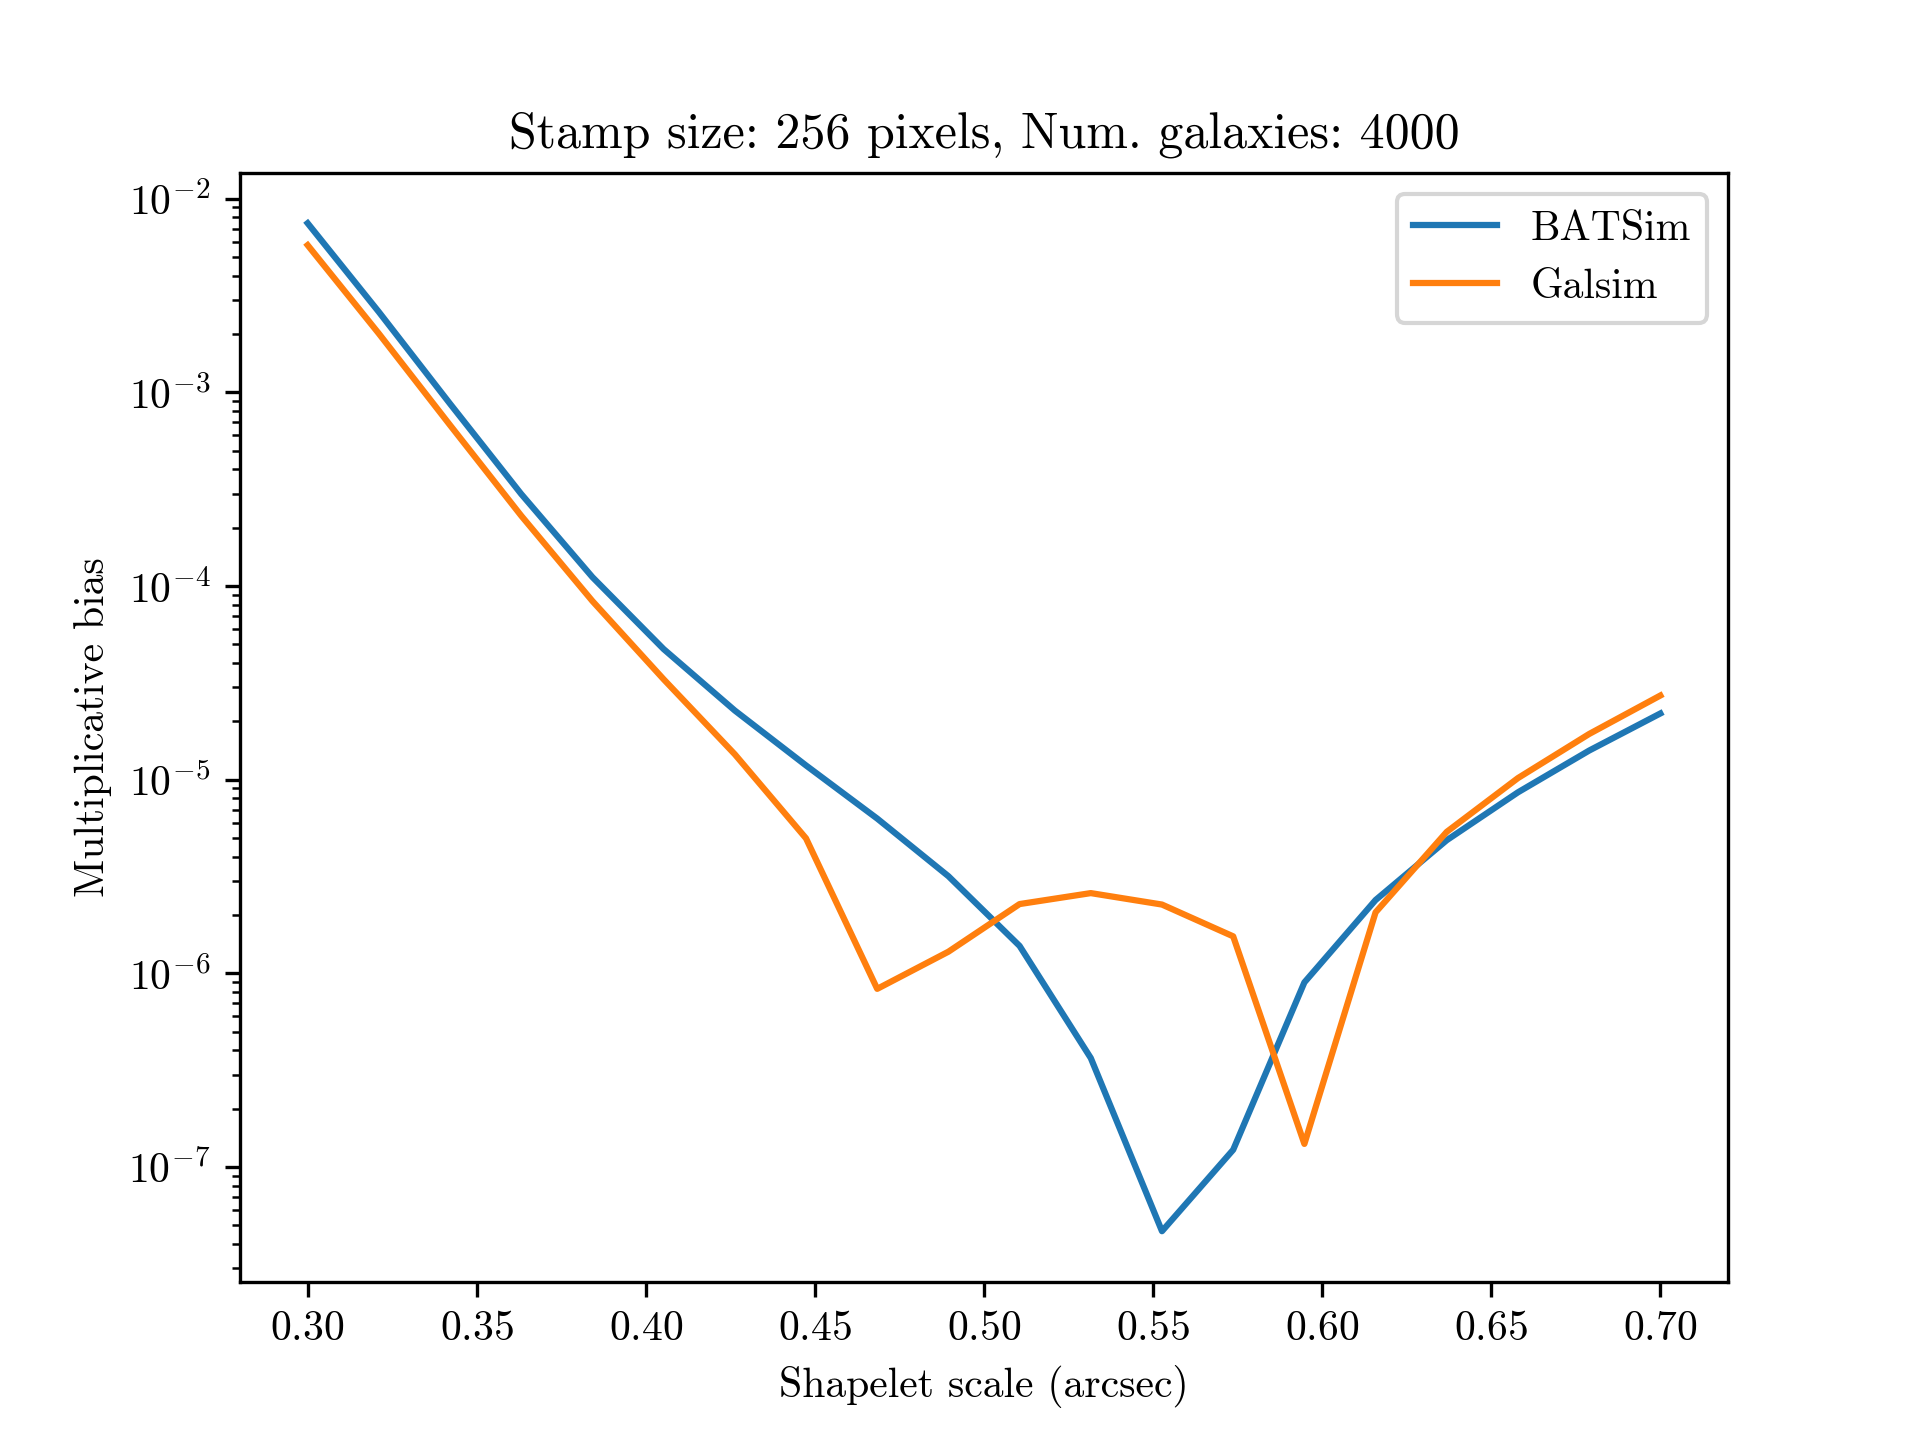 Stamp size: 256 pixels, Num. galaxies: 4000
BATSim
Galsim
Multiplicative bias
10⁻²
10⁻³
10⁻⁴
10⁻⁵
10⁻⁶
10⁻⁷
0.30 0.35 0.40 0.45 0.50 0.55 0.60 0.65 0.70
Shapelet scale (arcsec)